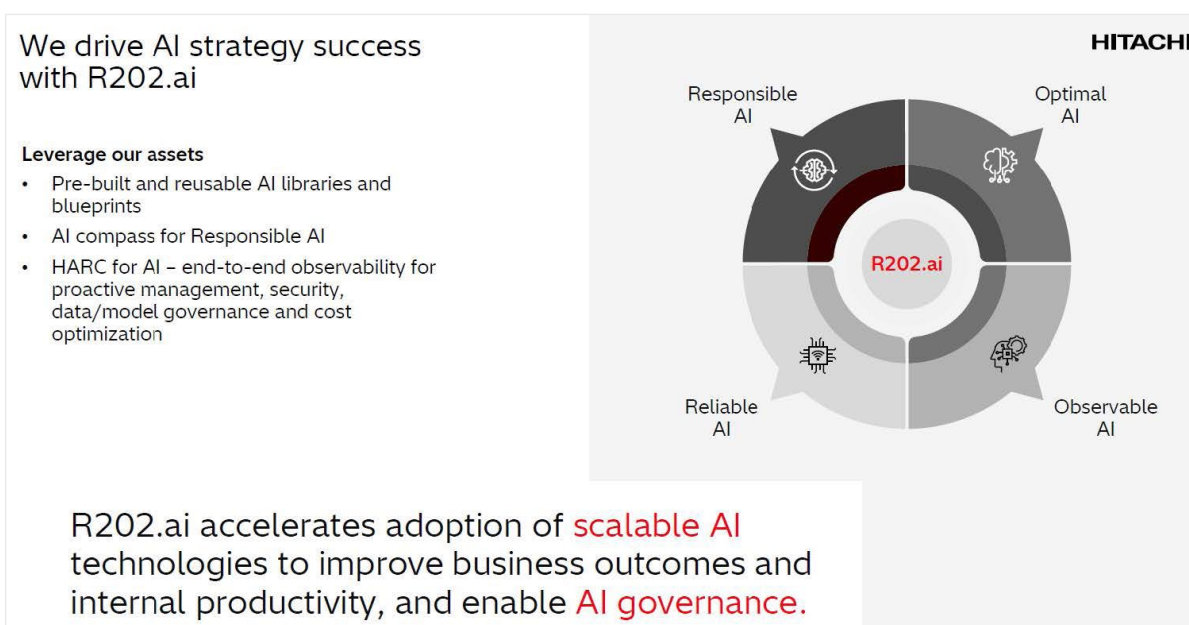 We drive AI strategy success
with R202.ai
HITACHI
Leverage our assets
• Pre-built and reusable AI libraries and
blueprints
• AI compass for Responsible AI
• HARC for AI – end-to-end observability for
proactive management, security,
data/model governance and cost
optimization
Responsible
AI
Optimal
AI
R202.ai
Reliable
AI
Observable
AI
R202.ai accelerates adoption of scalable AI
technologies to improve business outcomes and
internal productivity, and enable AI governance.